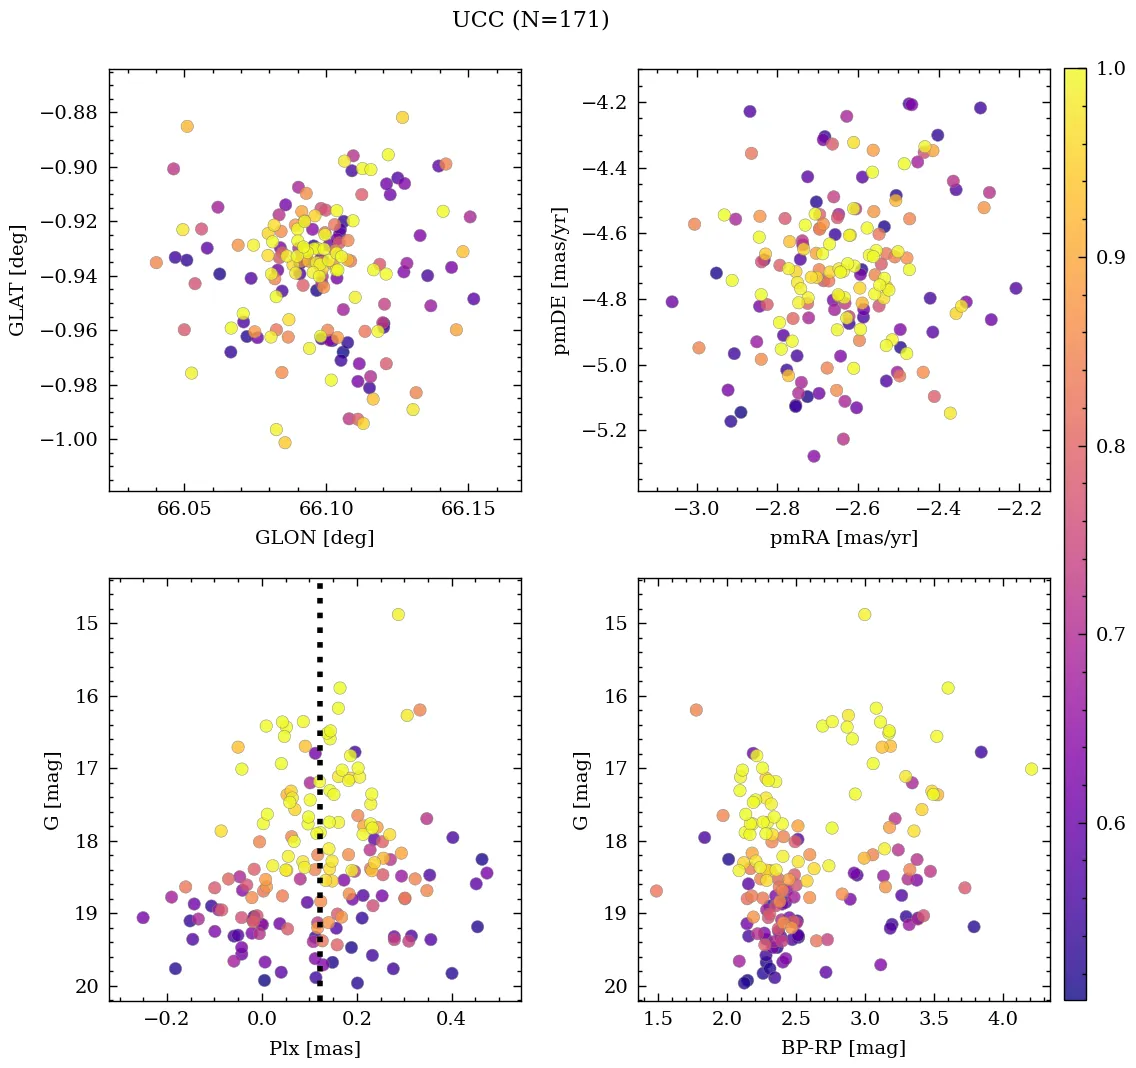 UCC (N=171)
−0.88
−0.90
−0.92
−0.94
−0.96
−0.98
−1.00
GLAT [deg]
66.05 66.10 66.15
GLON [deg]
−4.2
−4.4
−4.6
−4.8
−5.0
−5.2
pmDE [mas/yr]
−3.0 −2.8 −2.6 −2.4 −2.2
pmRA [mas/yr]
1.0
0.9
0.8
0.7
0.6
15
16
17
18
19
20
G [mag]
−0.2 0.0 0.2 0.4
Plx [mas]
15
16
17
18
19
20
G [mag]
1.5 2.0 2.5 3.0 3.5 4.0
BP-RP [mag]